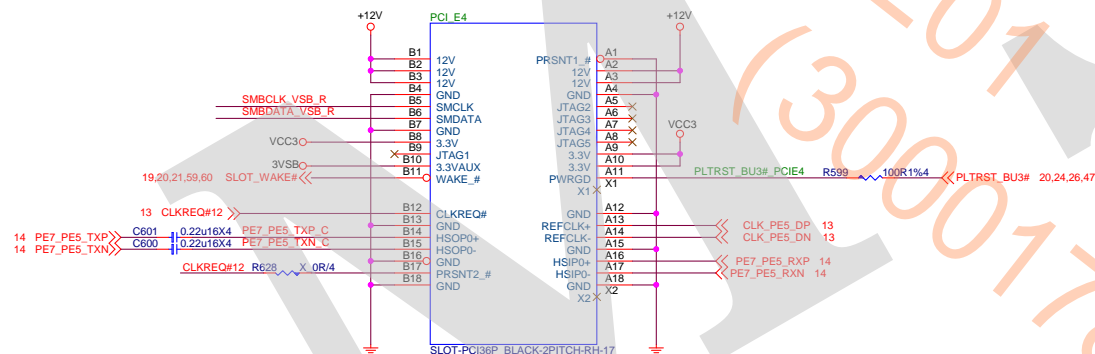 +12V PCI_E4 +12V
B1 12V PRSNT1_# A1
B2 12V 12V A2
B3 12V 12V A3
B4 GND GND A4
SMBCLK_VSB_R B5 SMCLK JTAG2 A5
SMBDATA_VSB_R B6 SMDATA JTAG3 A6
B7 GND JTAG4 A7
VCC3 B8 3.3V JTAG5 A8 VCC3
B9 JTAG1 3.3V A9
3VSB B10 3.3VAUX 3.3V A10
19,20,21,59,60 SLOT_WAKE# B11 WAKE_# PWRGD A11 PLTRST_BU3#_PCIE4 R599 100R1%4 PLTRST_BU3# 20,24,26,47
X1 X1
13 CLKREQ#12 B12 CLKREQ# GND A12
B13 GND REFCLK+ A13 CLK_PE5_DP 13
14 PE7_PE5_TXP C601 0.22u16X4 PE7_PE5_TXP_C B14 HSOP0+ REFCLK- A14 CLK_PE5_DN 13
14 PE7_PE5_TXN C600 0.22u16X4 PE7_PE5_TXN_C B15 HSOP0- GND A15
B16 GND HSIP0+ A16 PE7_PE5_RXP 14
CLKREQ#12 R628 X_0R/4 B17 PRSNT2_# HSIP0- A17 PE7_PE5_RXN 14
B18 GND GND A18
X2 X2
SLOT-PCI36P_BLACK-2PITCH-RH-17